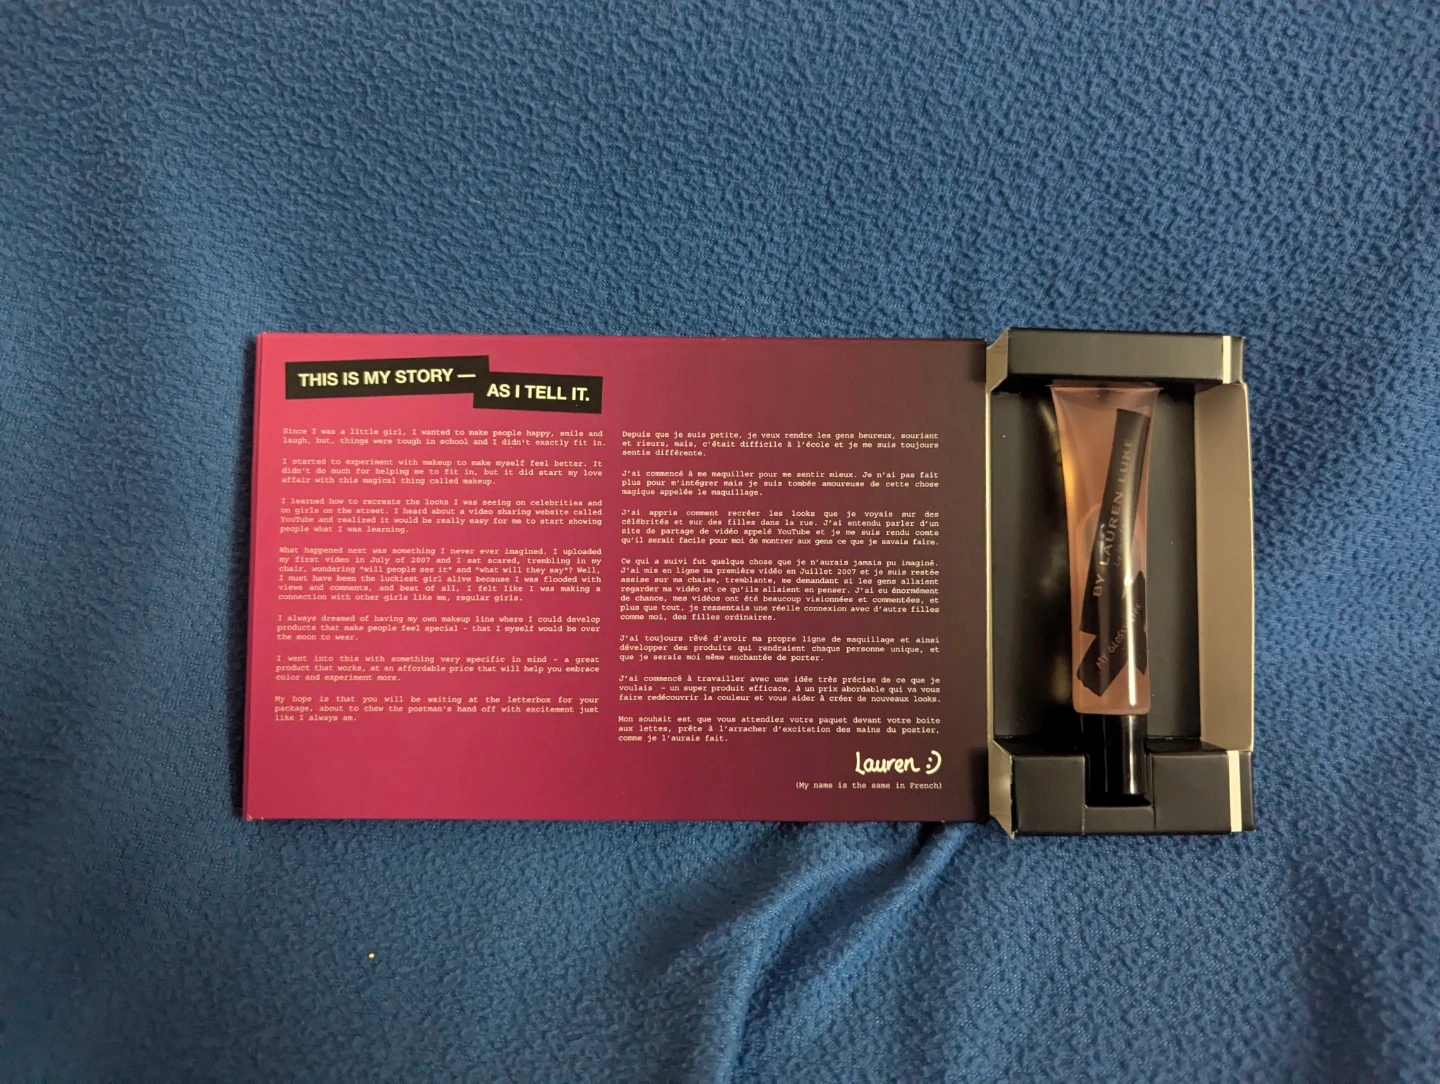 THIS IS MY STORY —
AS I TELL IT.
Since I was a little girl, I wanted to make people happy, smile and
laugh, but, things were tough in school and I didn't exactly fit in.
I started to experiment with makeup to make myself feel better. It
didn't do much for helping me to fit in, but it did start my love
affair with this magical thing called makeup.
I learned how to recreate the looks I was seeing on celebrities and
on girls on the street. I heard about a video sharing website called
YouTube and realized it would be really easy for me to start showing
people what I was learning.
What happened next was something I never ever imagined. I uploaded
my first video in July of 2007 and I sat scared, trembling in my
chair, wondering "will people see it" and "what will they say"? Well,
I must have been the luckiest girl alive because I was flooded with
views and comments, and best of all, I felt like I was making a
connection with other girls like me, regular girls.
I always dreamed of having my own makeup line where I could develop
products that make people feel special - that I myself would be over
the moon to wear.
I went into this with something very specific in mind - a great
product that works, at an affordable price that will help you embrace
color and experiment more.
My hope is that you will be waiting at the letterbox for your
package, about to chew the postman's hand off with excitement just
like I always am.
Depuis que je suis petite, je veux rendre les gens heureux, souriant
et rieurs, mais, c'était difficile à l'école et je me suis toujours
sentie différente.
J'ai commencé à me maquiller pour me sentir mieux. Je n'ai pas fait
plus pour m'intégrer mais je suis tombée amoureuse de cette chose
magique appelée le maquillage.
J'ai appris comment recréer les looks que je voyais sur des
célébrités et sur des filles dans la rue. J'ai entendu parler d'un
site de partage de vidéo appelé YouTube et je me suis rendu comte
qu'il serait facile pour moi de montrer aux gens ce que je savais faire.
Ce qui a suivi fut quelque chose que je n'aurais jamais pu imaginé.
J'ai mis en ligne ma première vidéo en Juillet 2007 et je suis restée
assise sur ma chaise, tremblante, me demandant si les gens allaient
regarder ma vidéo et ce qu'ils allaient en penser. J'ai eu énormément
de chance, mes vidéos ont été beaucoup visionnées et commentées, et
plus que tout, je ressentais une réelle connexion avec d'autre filles
comme moi, des filles ordinaires.
J'ai toujours rêvé d'avoir ma propre ligne de maquillage et ainsi
développer des produits qui rendraient chaque personne unique, et
que je serais moi même enchantée de porter.
J'ai commencé à travailler avec une idée très précise de ce que je
voulais - un super produit efficace, à un prix abordable qui va vous
faire redécouvrir la couleur et vous aider à créer de nouveaux looks.
Mon souhait est que vous attendiez votre paquet devant votre boite
aux lettres, prête à l'arracher d'excitation des mains du postier,
comme je l'aurais fait.
Lauren :)
(My name is the same in French)
BY LAUREN LUKE
MY GLOSSY LIPS